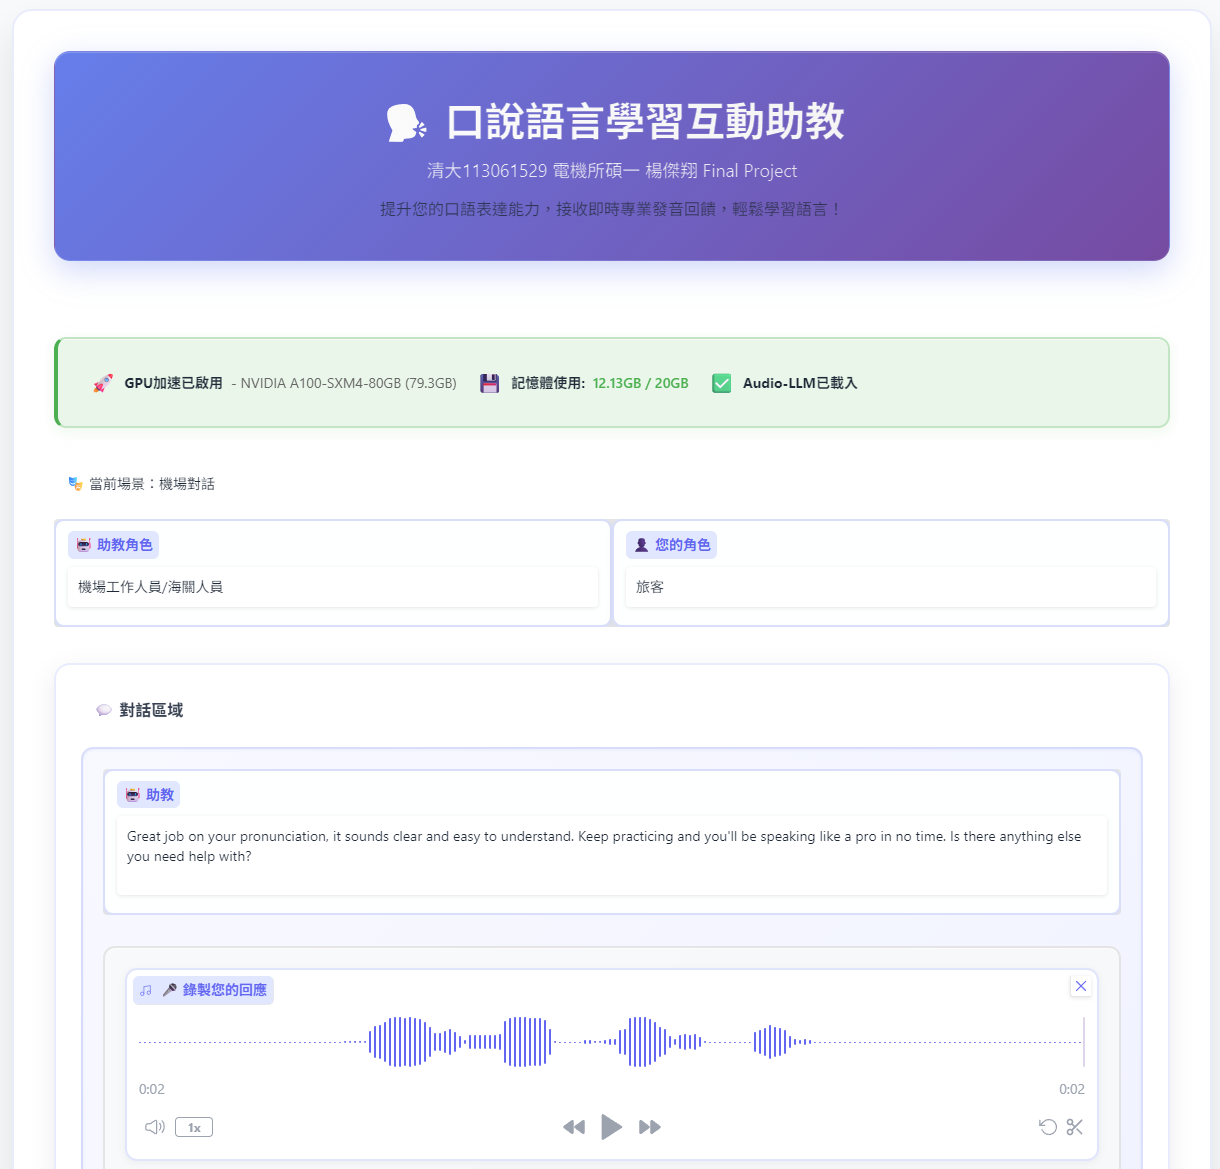 口說語言學習互動助教
清大113061529 電機所碩一 楊傑翔 Final Project
提升您的口語表達能力，接收即時專業發音回饋，輕鬆學習語言！
GPU加速已啟用 - NVIDIA A100-SXM4-80GB (79.3GB) 記憶體使用: 12.13GB / 20GB Audio-LLM已載入
當前場景：機場對話
助教角色
機場工作人員/海關人員
您的角色
旅客
對話區域
助教
Great job on your pronunciation, it sounds clear and easy to understand. Keep practicing and you'll be speaking like a pro in no time. Is there anything else
you need help with?
錄製您的回應
0:02 0:02
1x